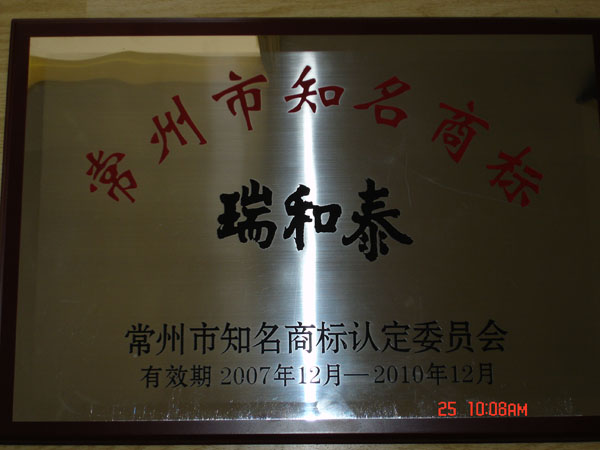 常州市知名商标
瑞和泰
常州市知名商标认定委员会
有效期 2007年12月—2010年12月
25 10:08AM